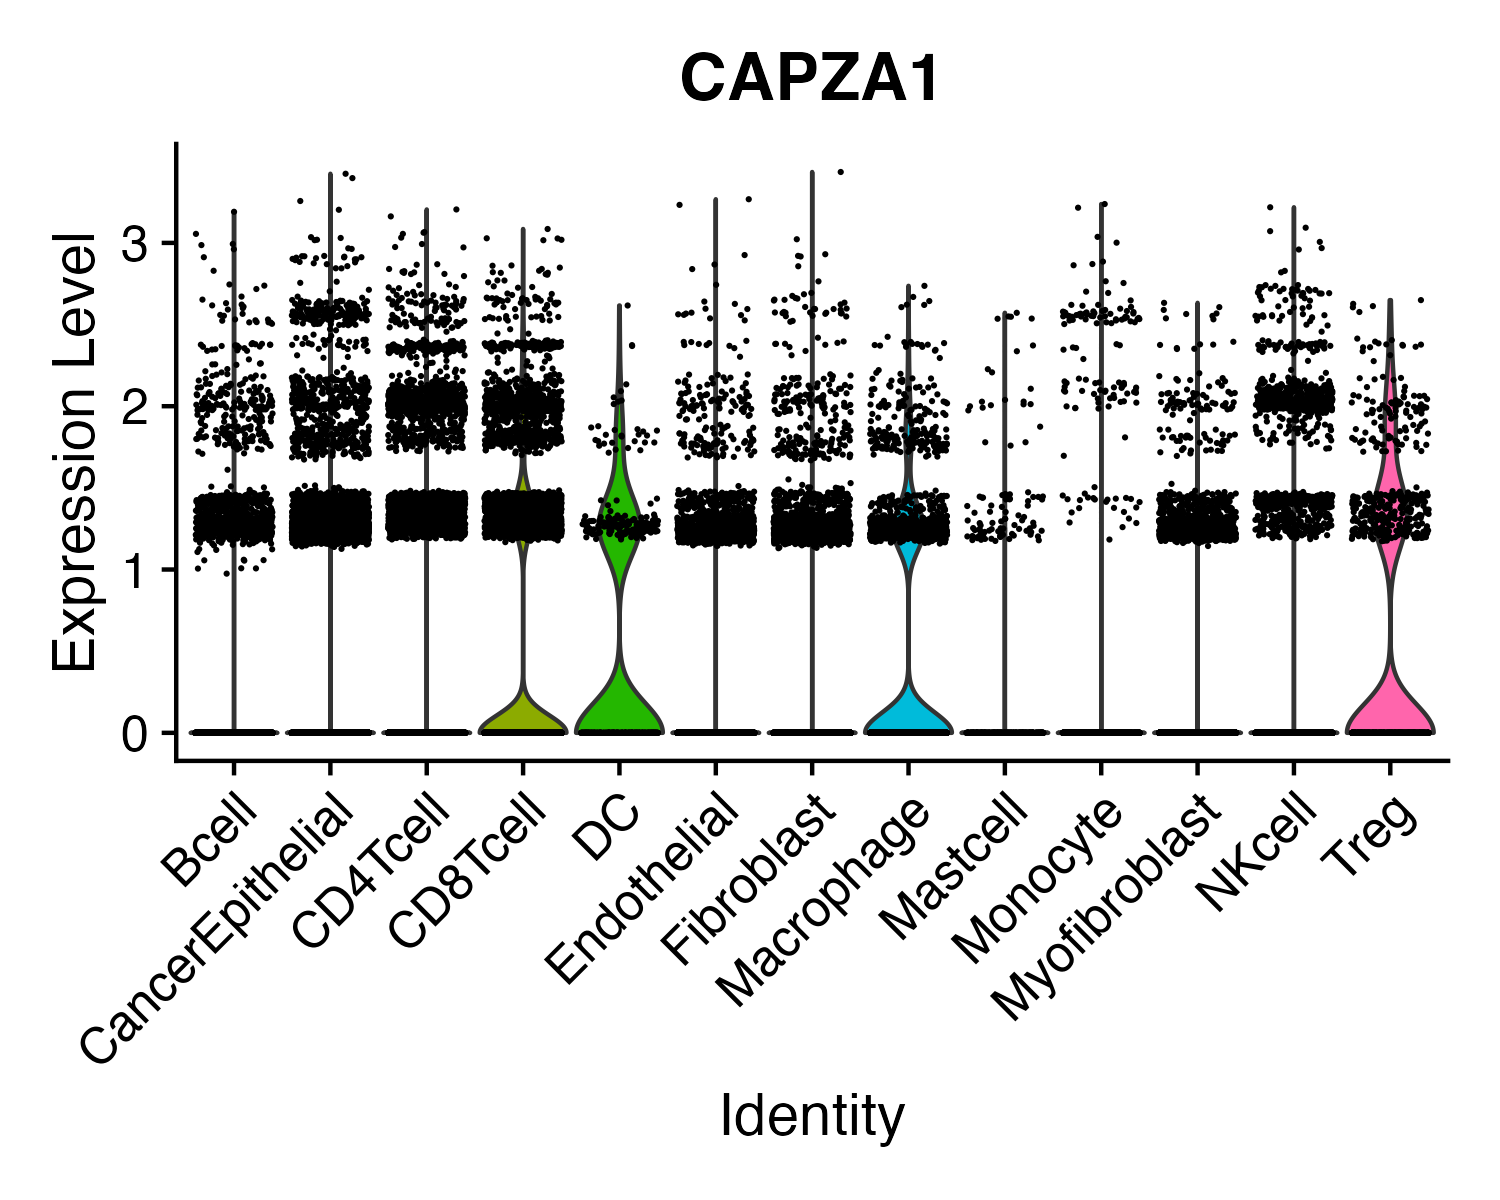 CAPZA1
Expression Level
3
2
1
0
Bcell
CancerEpithelial
CD4Tcell
CD8Tcell
DC
Endothelial
Fibroblast
Macrophage
Mastcell
Monocyte
Myofibroblast
NKcell
Treg
Identity